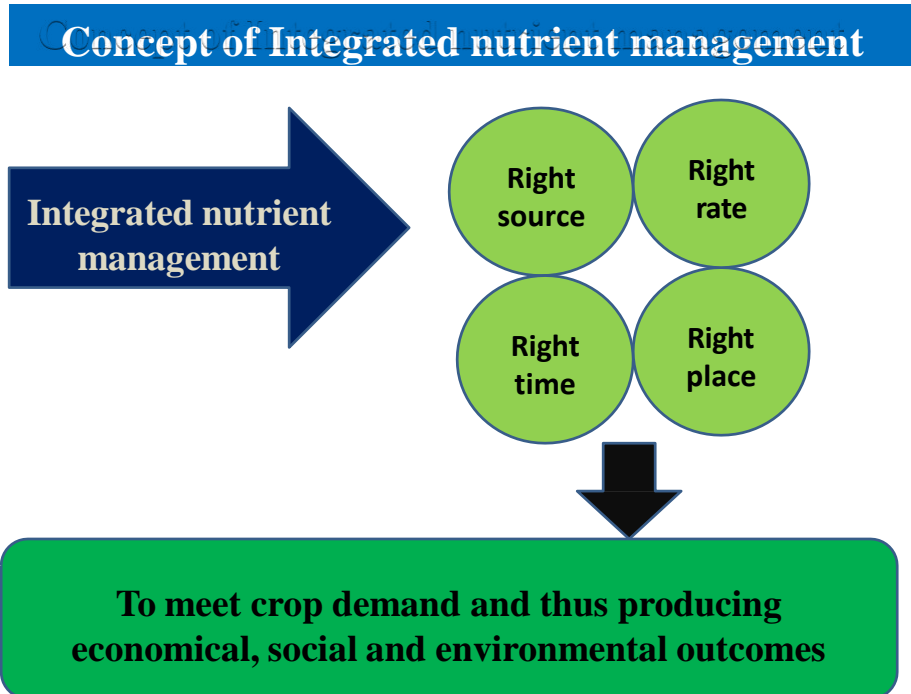 Concept of Integrated nutrient management
Integrated nutrient
management
Right
source
Right
rate
Right
time
Right
place
To meet crop demand and thus producing
economical, social and environmental outcomes